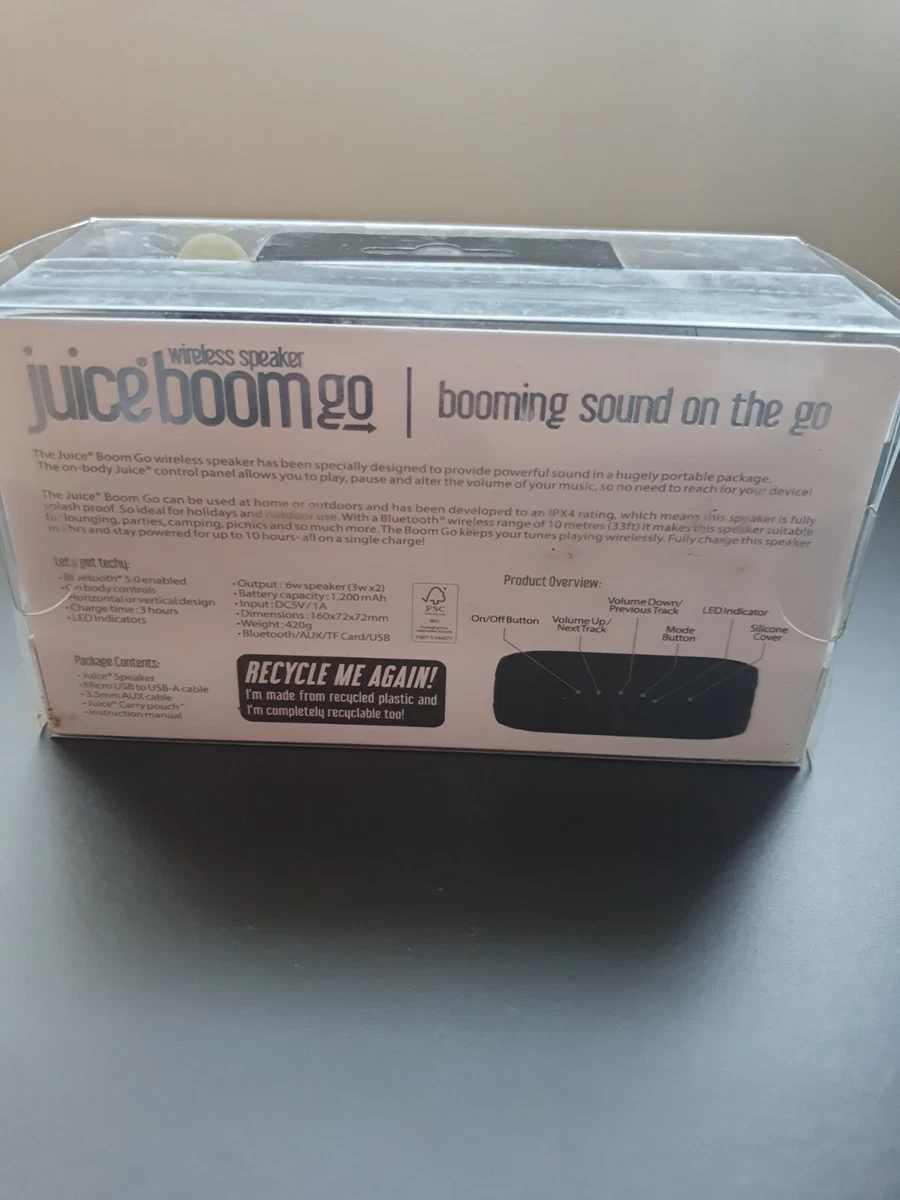 wireless speaker
juice® boom go
booming sound on the go
The Juice® Boom Go wireless speaker has been specially designed to provide powerful sound in a hugely portable package.
The on-body Juice® control panel allows you to play, pause and alter the volume of your music, so no need to reach for your device!
The Juice® Boom Go can be used at home or outdoors and has been developed to an IPX4 rating, which means this speaker is fully
splash proof. So ideal for holidays and outdoor use. With a Bluetooth® wireless range of 10 metres (33ft) it makes this speaker suitable
for lounging, parties, camping, picnics and so much more. The Boom Go keeps your tunes playing wirelessly. Fully charge this speaker
in hrs and stay powered for up to 10 hours- all on a single charge!
Let's get techy:
• Bluetooth® 5.0 enabled
• On body controls
• Horizontal or vertical design
• Charge time : 3 hours
• LED Indicators
• Output : 6w speaker (3w x 2)
• Battery capacity : 1,200 mAh
• Input : DC5V / 1A
• Dimensions : 160x72x72mm
• Weight : 420g
• Bluetooth/AUX/TF Card/USB
FSC
MIX
Package Contents:
• Juice® Speaker
• Micro USB to USB-A cable
• 3.5mm AUX cable
• Juice® Carry pouch
• Instruction manual
RECYCLE ME AGAIN!
I'm made from recycled plastic and
I'm completely recyclable too!
Product Overview:
On/Off Button
Volume Up/
Next Track
Volume Down/
Previous Track
Mode
Button
LED Indicator
Silicone
Cover